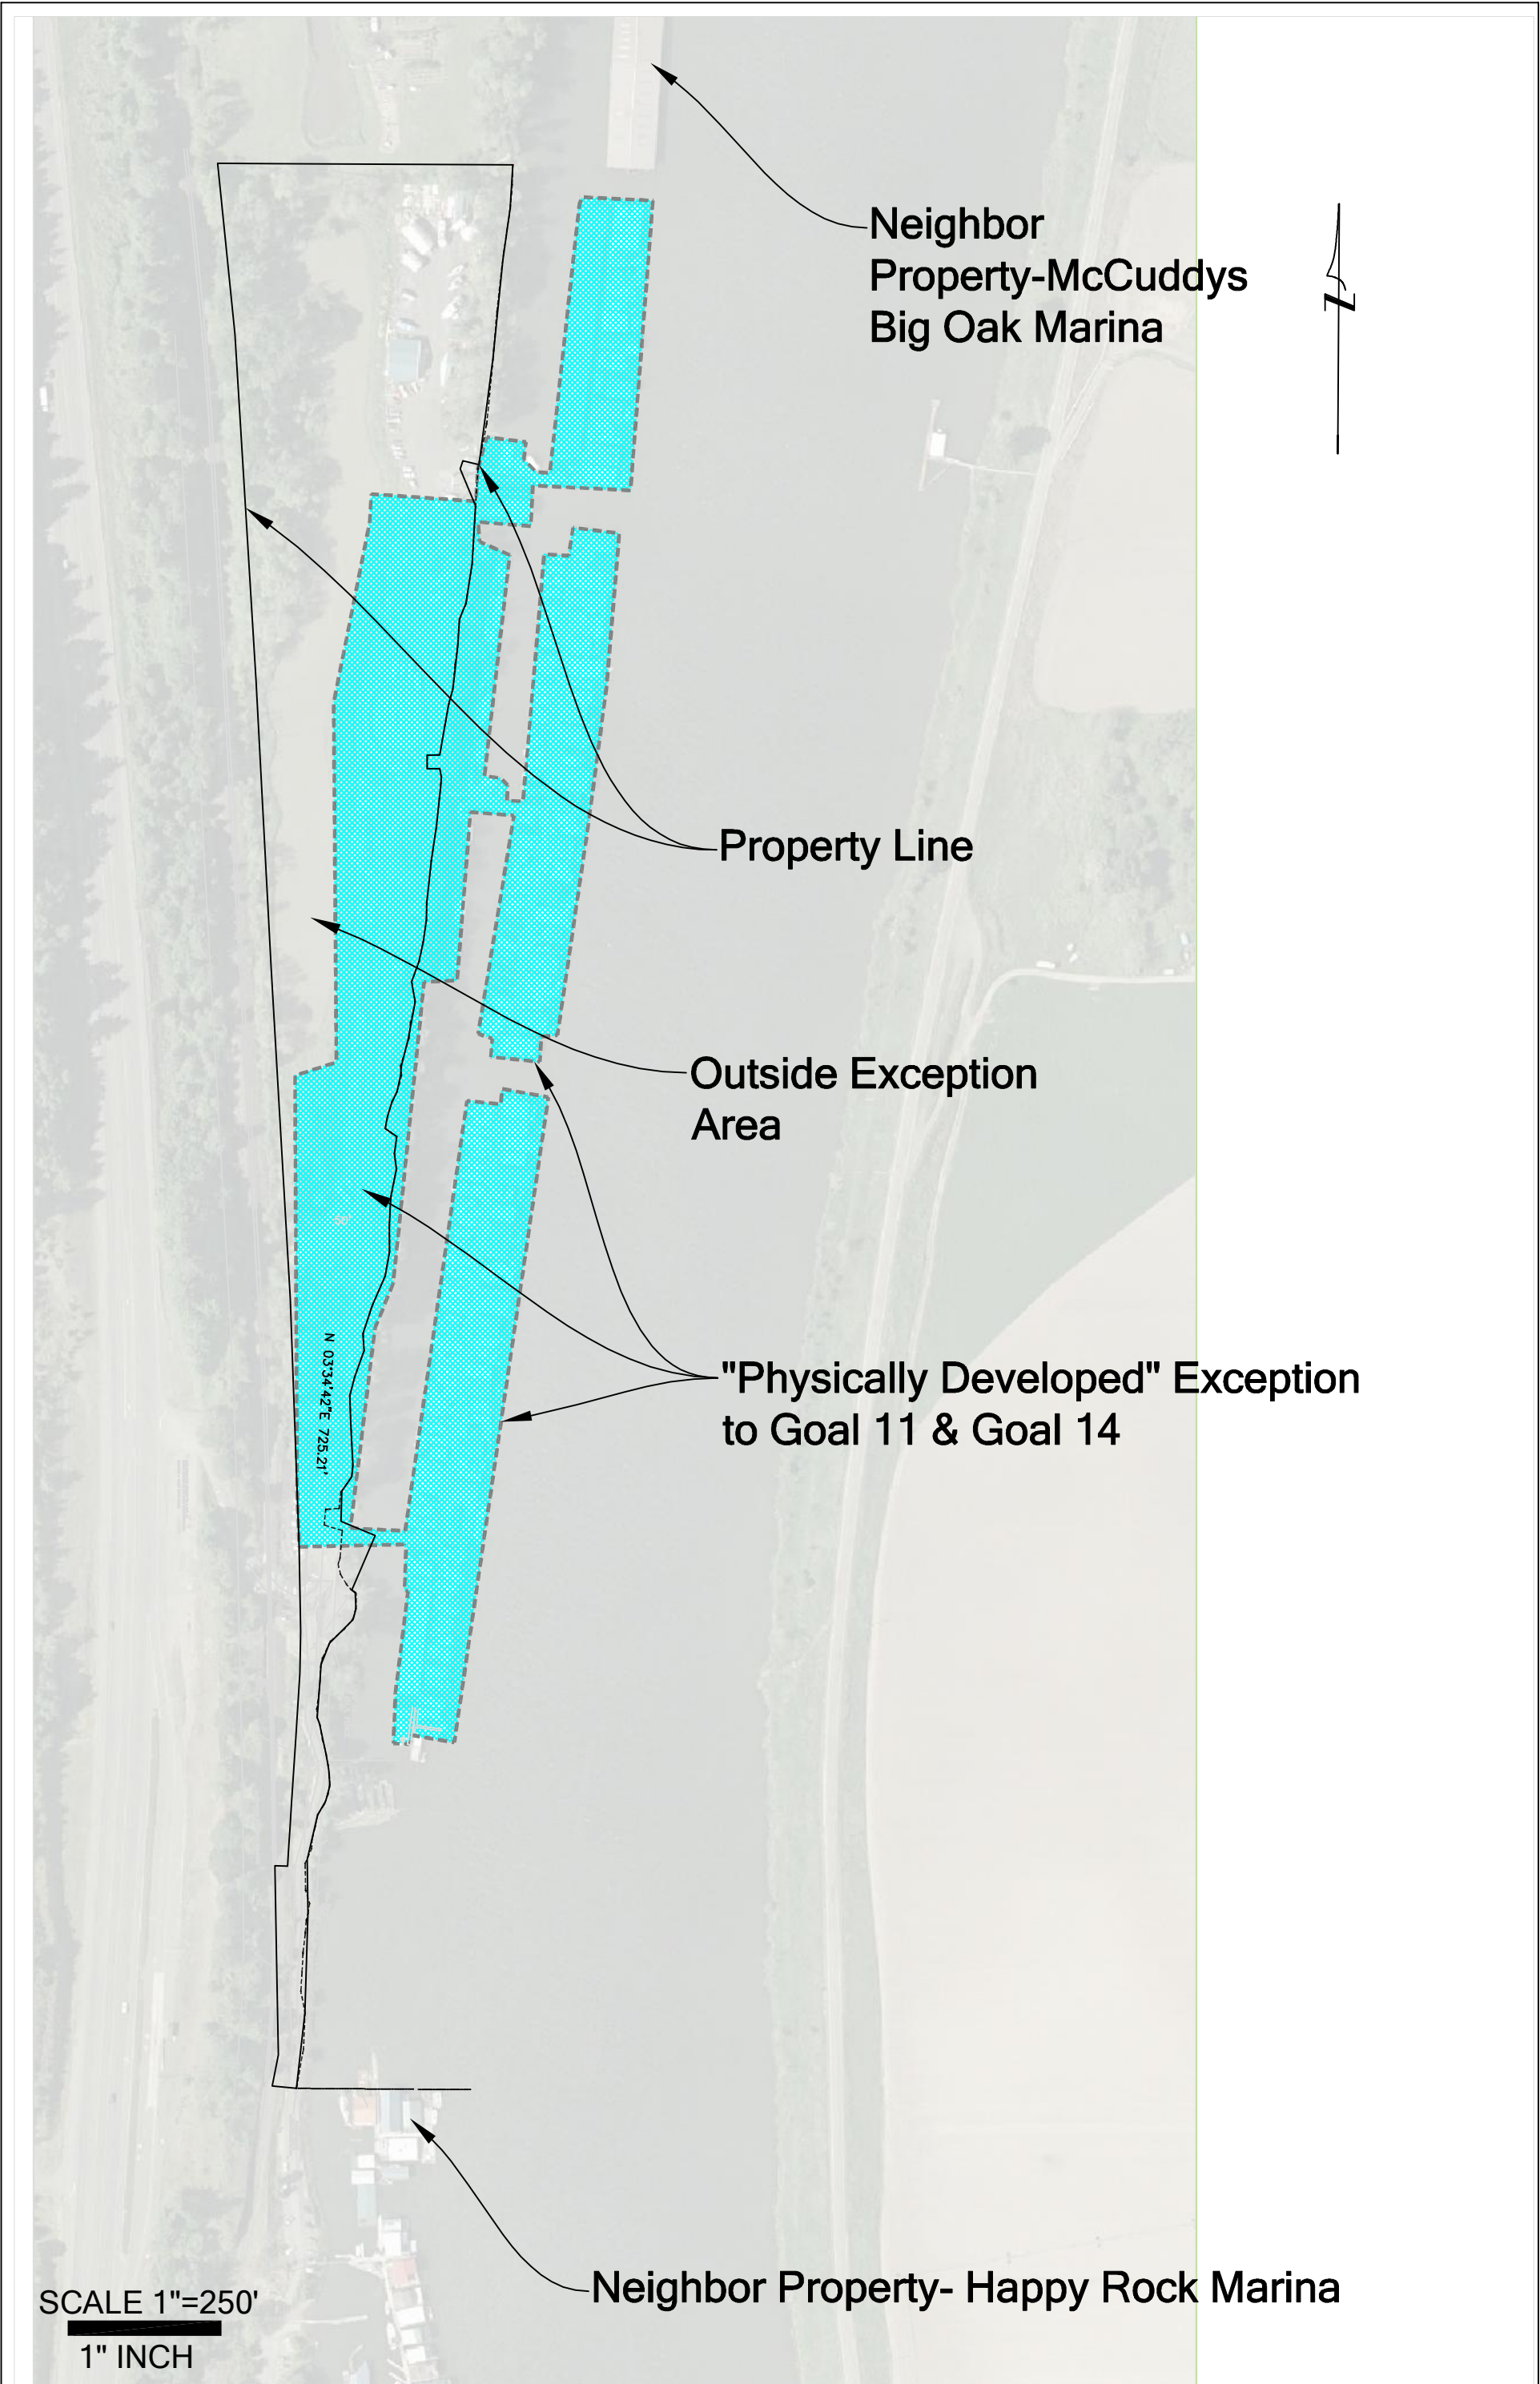 Neighbor
Property-McCuddys
Big Oak Marina
N
Property Line
Outside Exception
Area
"Physically Developed" Exception
to Goal 11 & Goal 14
N 03°34'42"E 725.21'
Neighbor Property- Happy Rock Marina
SCALE 1"=250'
1" INCH